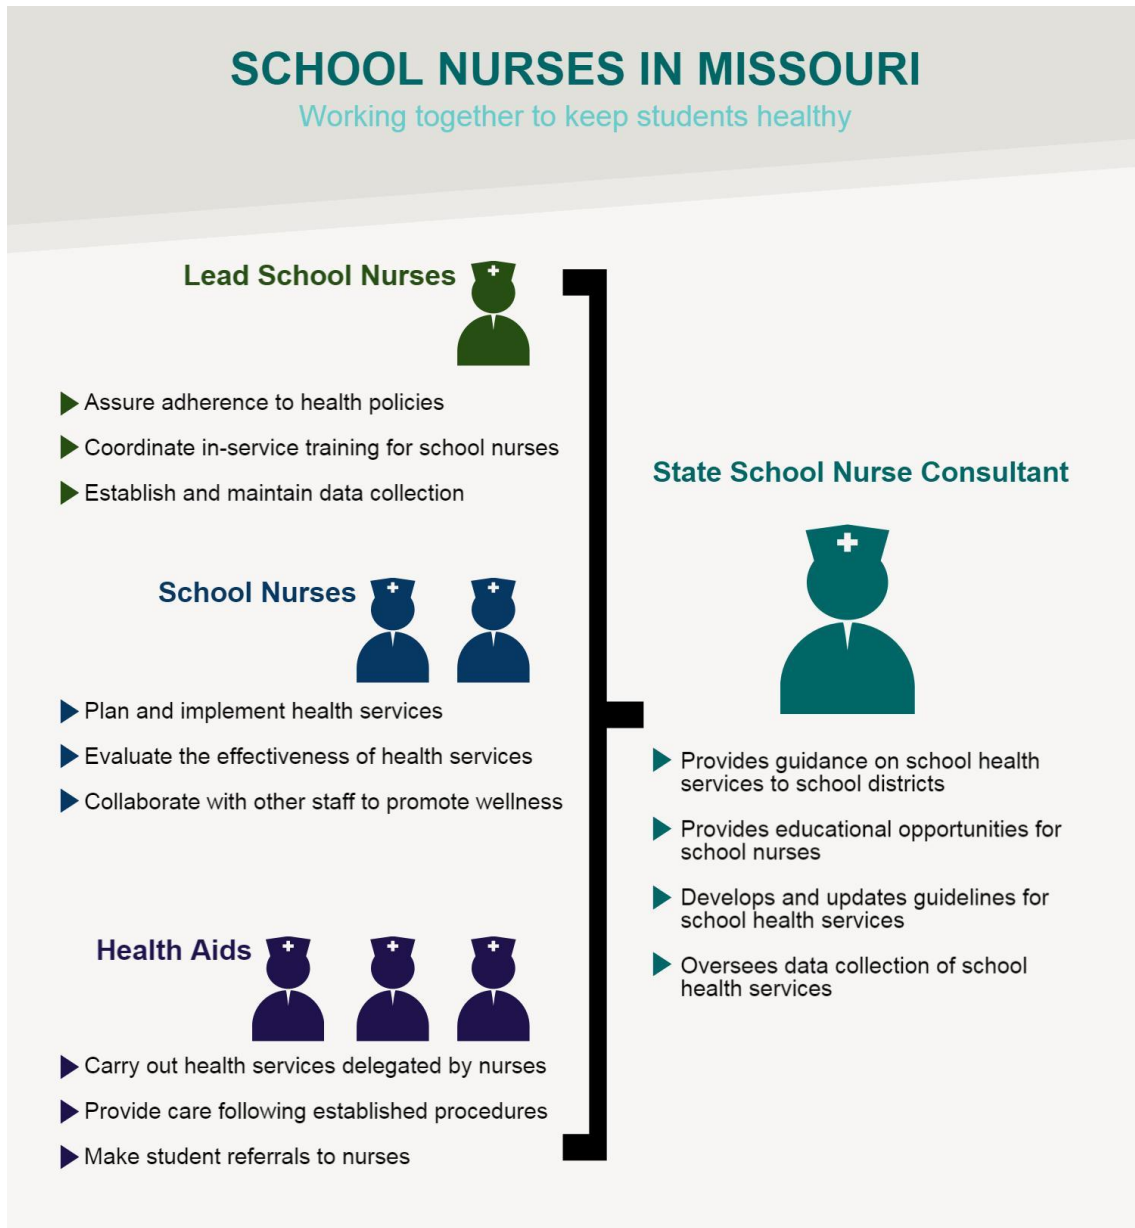 SCHOOL NURSES IN MISSOURI
Working together to keep students healthy
Lead School Nurses
Assure adherence to health policies
Coordinate in-service training for school nurses
Establish and maintain data collection
School Nurses
Plan and implement health services
Evaluate the effectiveness of health services
Collaborate with other staff to promote wellness
Health Aids
Carry out health services delegated by nurses
Provide care following established procedures
Make student referrals to nurses
State School Nurse Consultant
Provides guidance on school health
services to school districts
Provides educational opportunities for
school nurses
Develops and updates guidelines for
school health services
Oversees data collection of school
health services